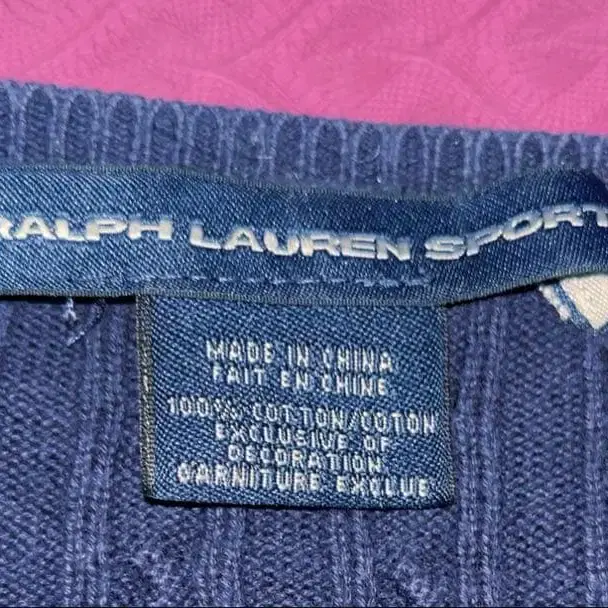 RALPH LAUREN SPORT
MADE IN CHINA
FAIT EN CHINE
100% COTTON/COTON
EXCLUSIVE OF
DECORATION
GARNITURE EXCLUE